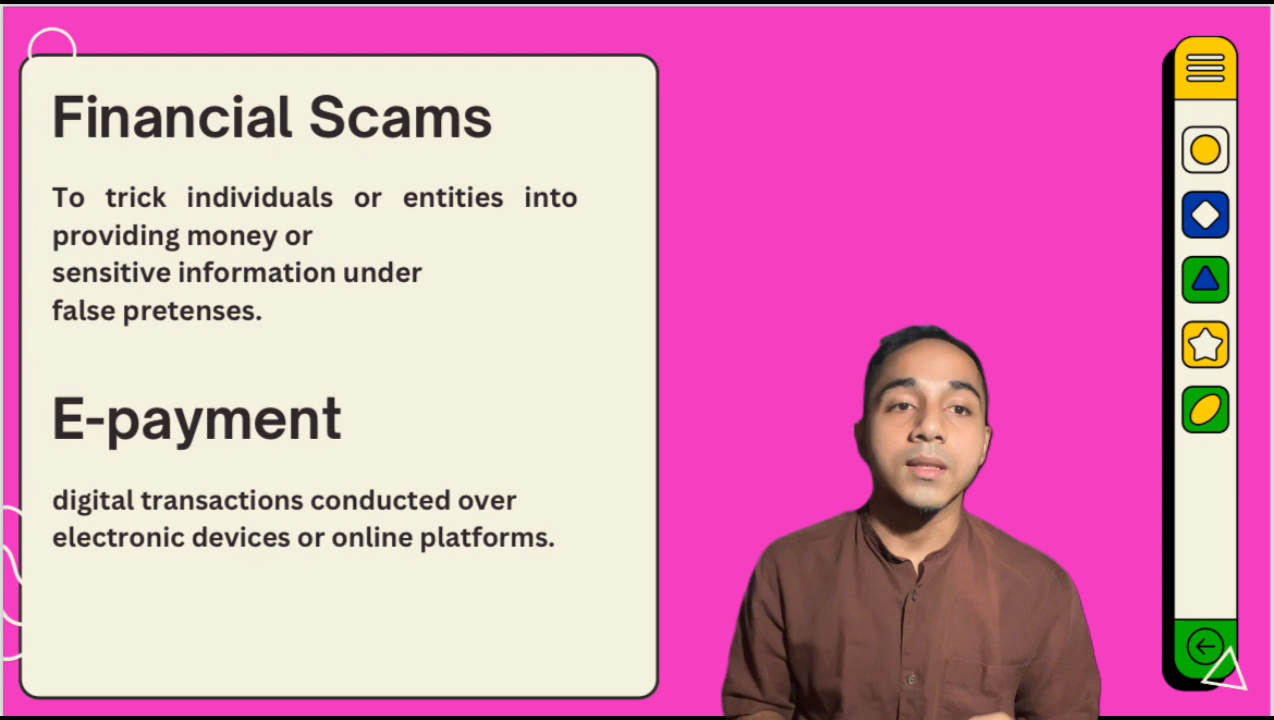 Financial Scams
To trick individuals or entities into
providing money or
sensitive information under
false pretenses.
E-payment
digital transactions conducted over
electronic devices or online platforms.